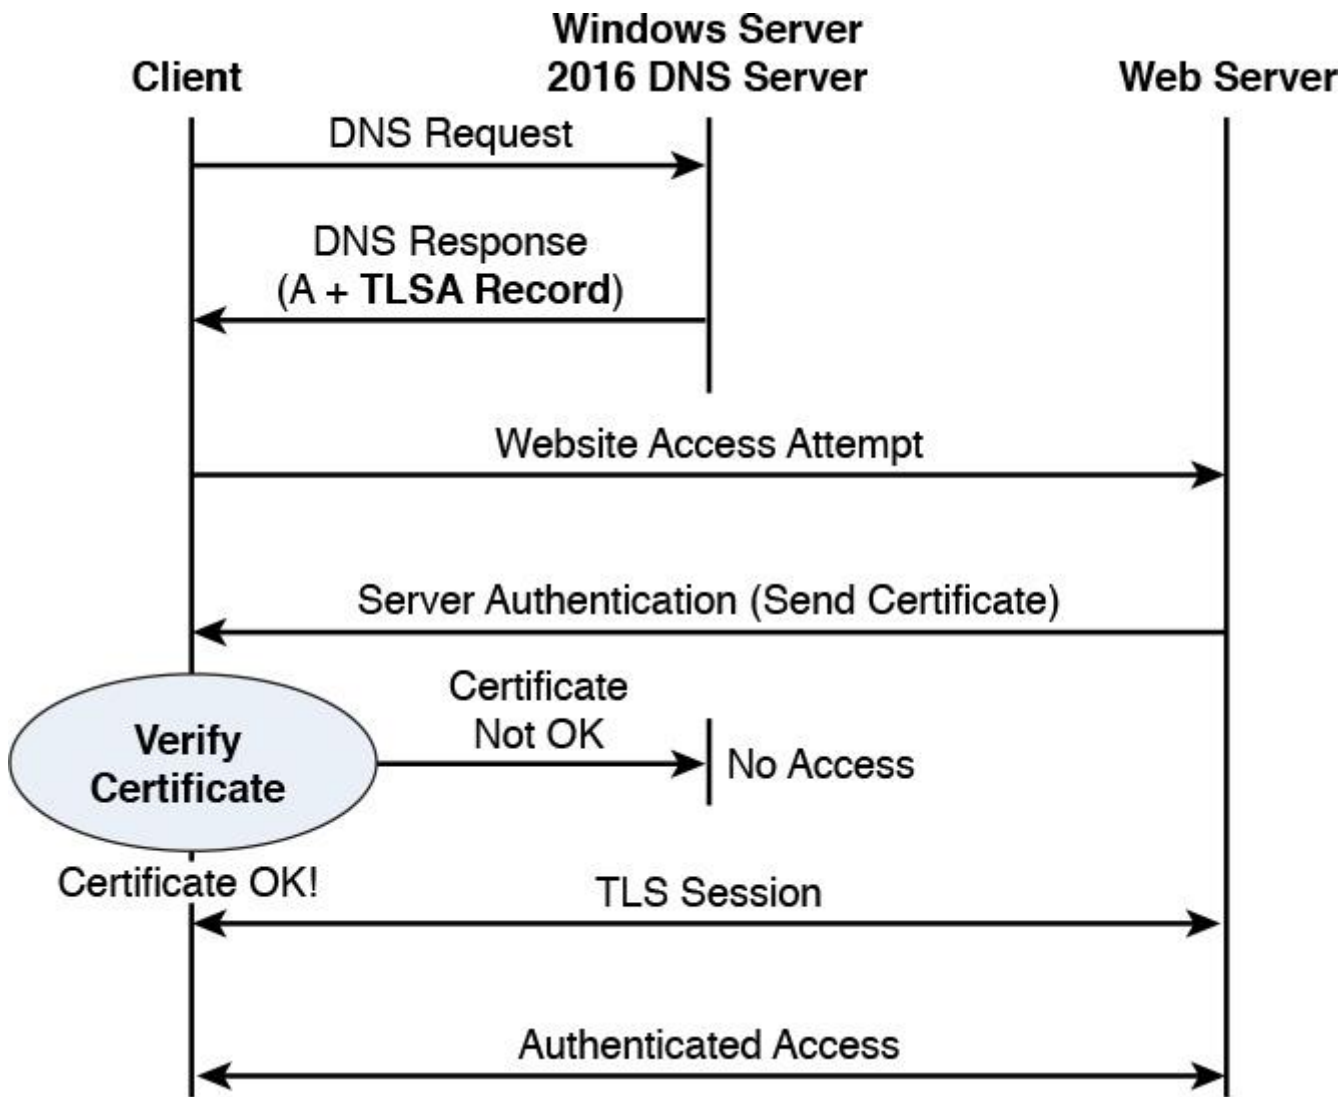 Client
Windows Server
2016 DNS Server
Web Server
DNS Request
DNS Response
(A + TLSA Record)
Website Access Attempt
Server Authentication (Send Certificate)
Verify
Certificate
Certificate
Not OK
No Access
Certificate OK!
TLS Session
Authenticated Access